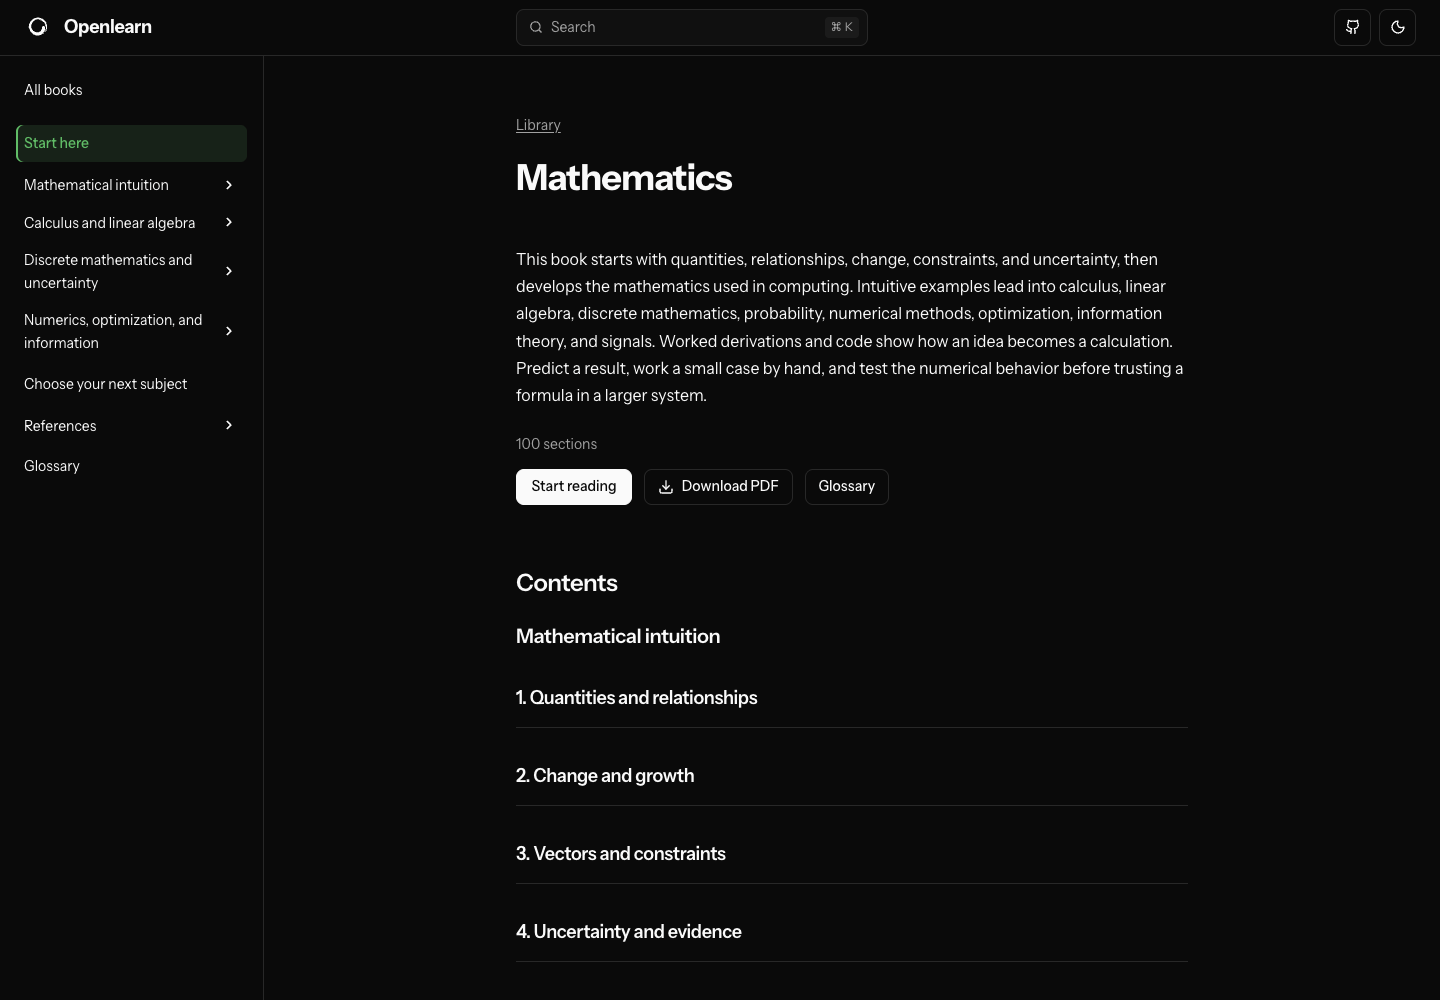 Openlearn
Search
⌘ K
All books
Start here
Mathematical intuition
Calculus and linear algebra
Discrete mathematics and
uncertainty
Numerics, optimization, and
information
Choose your next subject
References
Glossary
Library
Mathematics
This book starts with quantities, relationships, change, constraints, and uncertainty, then
develops the mathematics used in computing. Intuitive examples lead into calculus, linear
algebra, discrete mathematics, probability, numerical methods, optimization, information
theory, and signals. Worked derivations and code show how an idea becomes a calculation.
Predict a result, work a small case by hand, and test the numerical behavior before trusting a
formula in a larger system.
100 sections
Start reading
Download PDF
Glossary
Contents
Mathematical intuition
1. Quantities and relationships
2. Change and growth
3. Vectors and constraints
4. Uncertainty and evidence